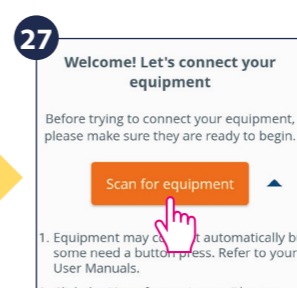 27
Welcome! Let's connect your
equipment
Before trying to connect your equipment,
please make sure they are ready to begin.
Scan for equipment
1. Equipment may automatically
some need a button press. Refer to your
User Manuals.